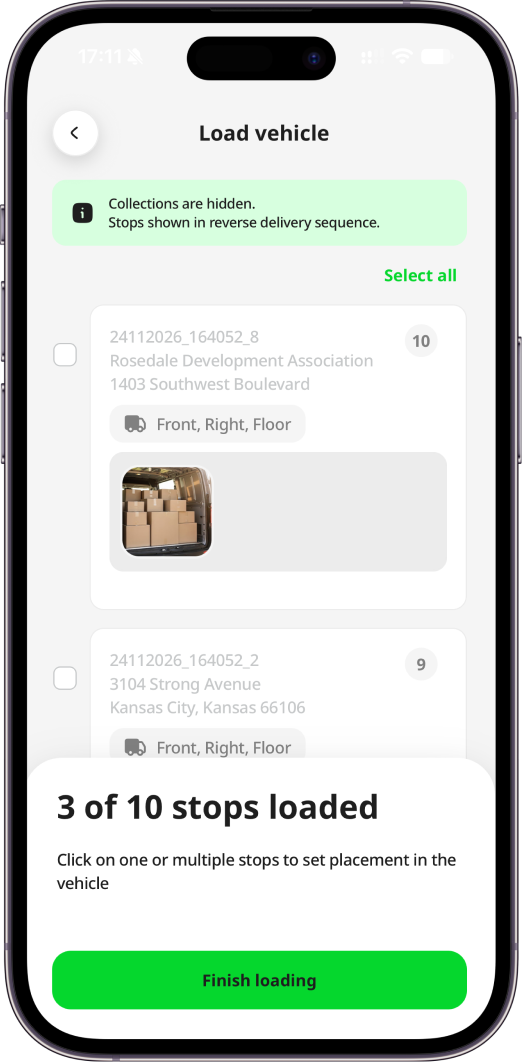 17:11
Load vehicle
Collections are hidden.
Stops shown in reverse delivery sequence.
Select all
24112026_164052_8
10
Rosedale Development Association
1403 Southwest Boulevard
Front, Right, Floor
24112026_164052_2
9
3104 Strong Avenue
Kansas City, Kansas 66106
Front, Right, Floor
3 of 10 stops loaded
Click on one or multiple stops to set placement in the
vehicle
Finish loading